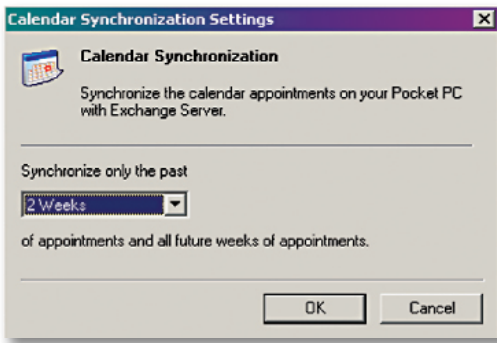 Calendar Synchronization Settings
Calendar Synchronization
Synchronize the calendar appointments on your Pocket PC
with Exchange Server.
Synchronize only the past
2 Weeks
of appointments and all future weeks of appointments.
OK Cancel